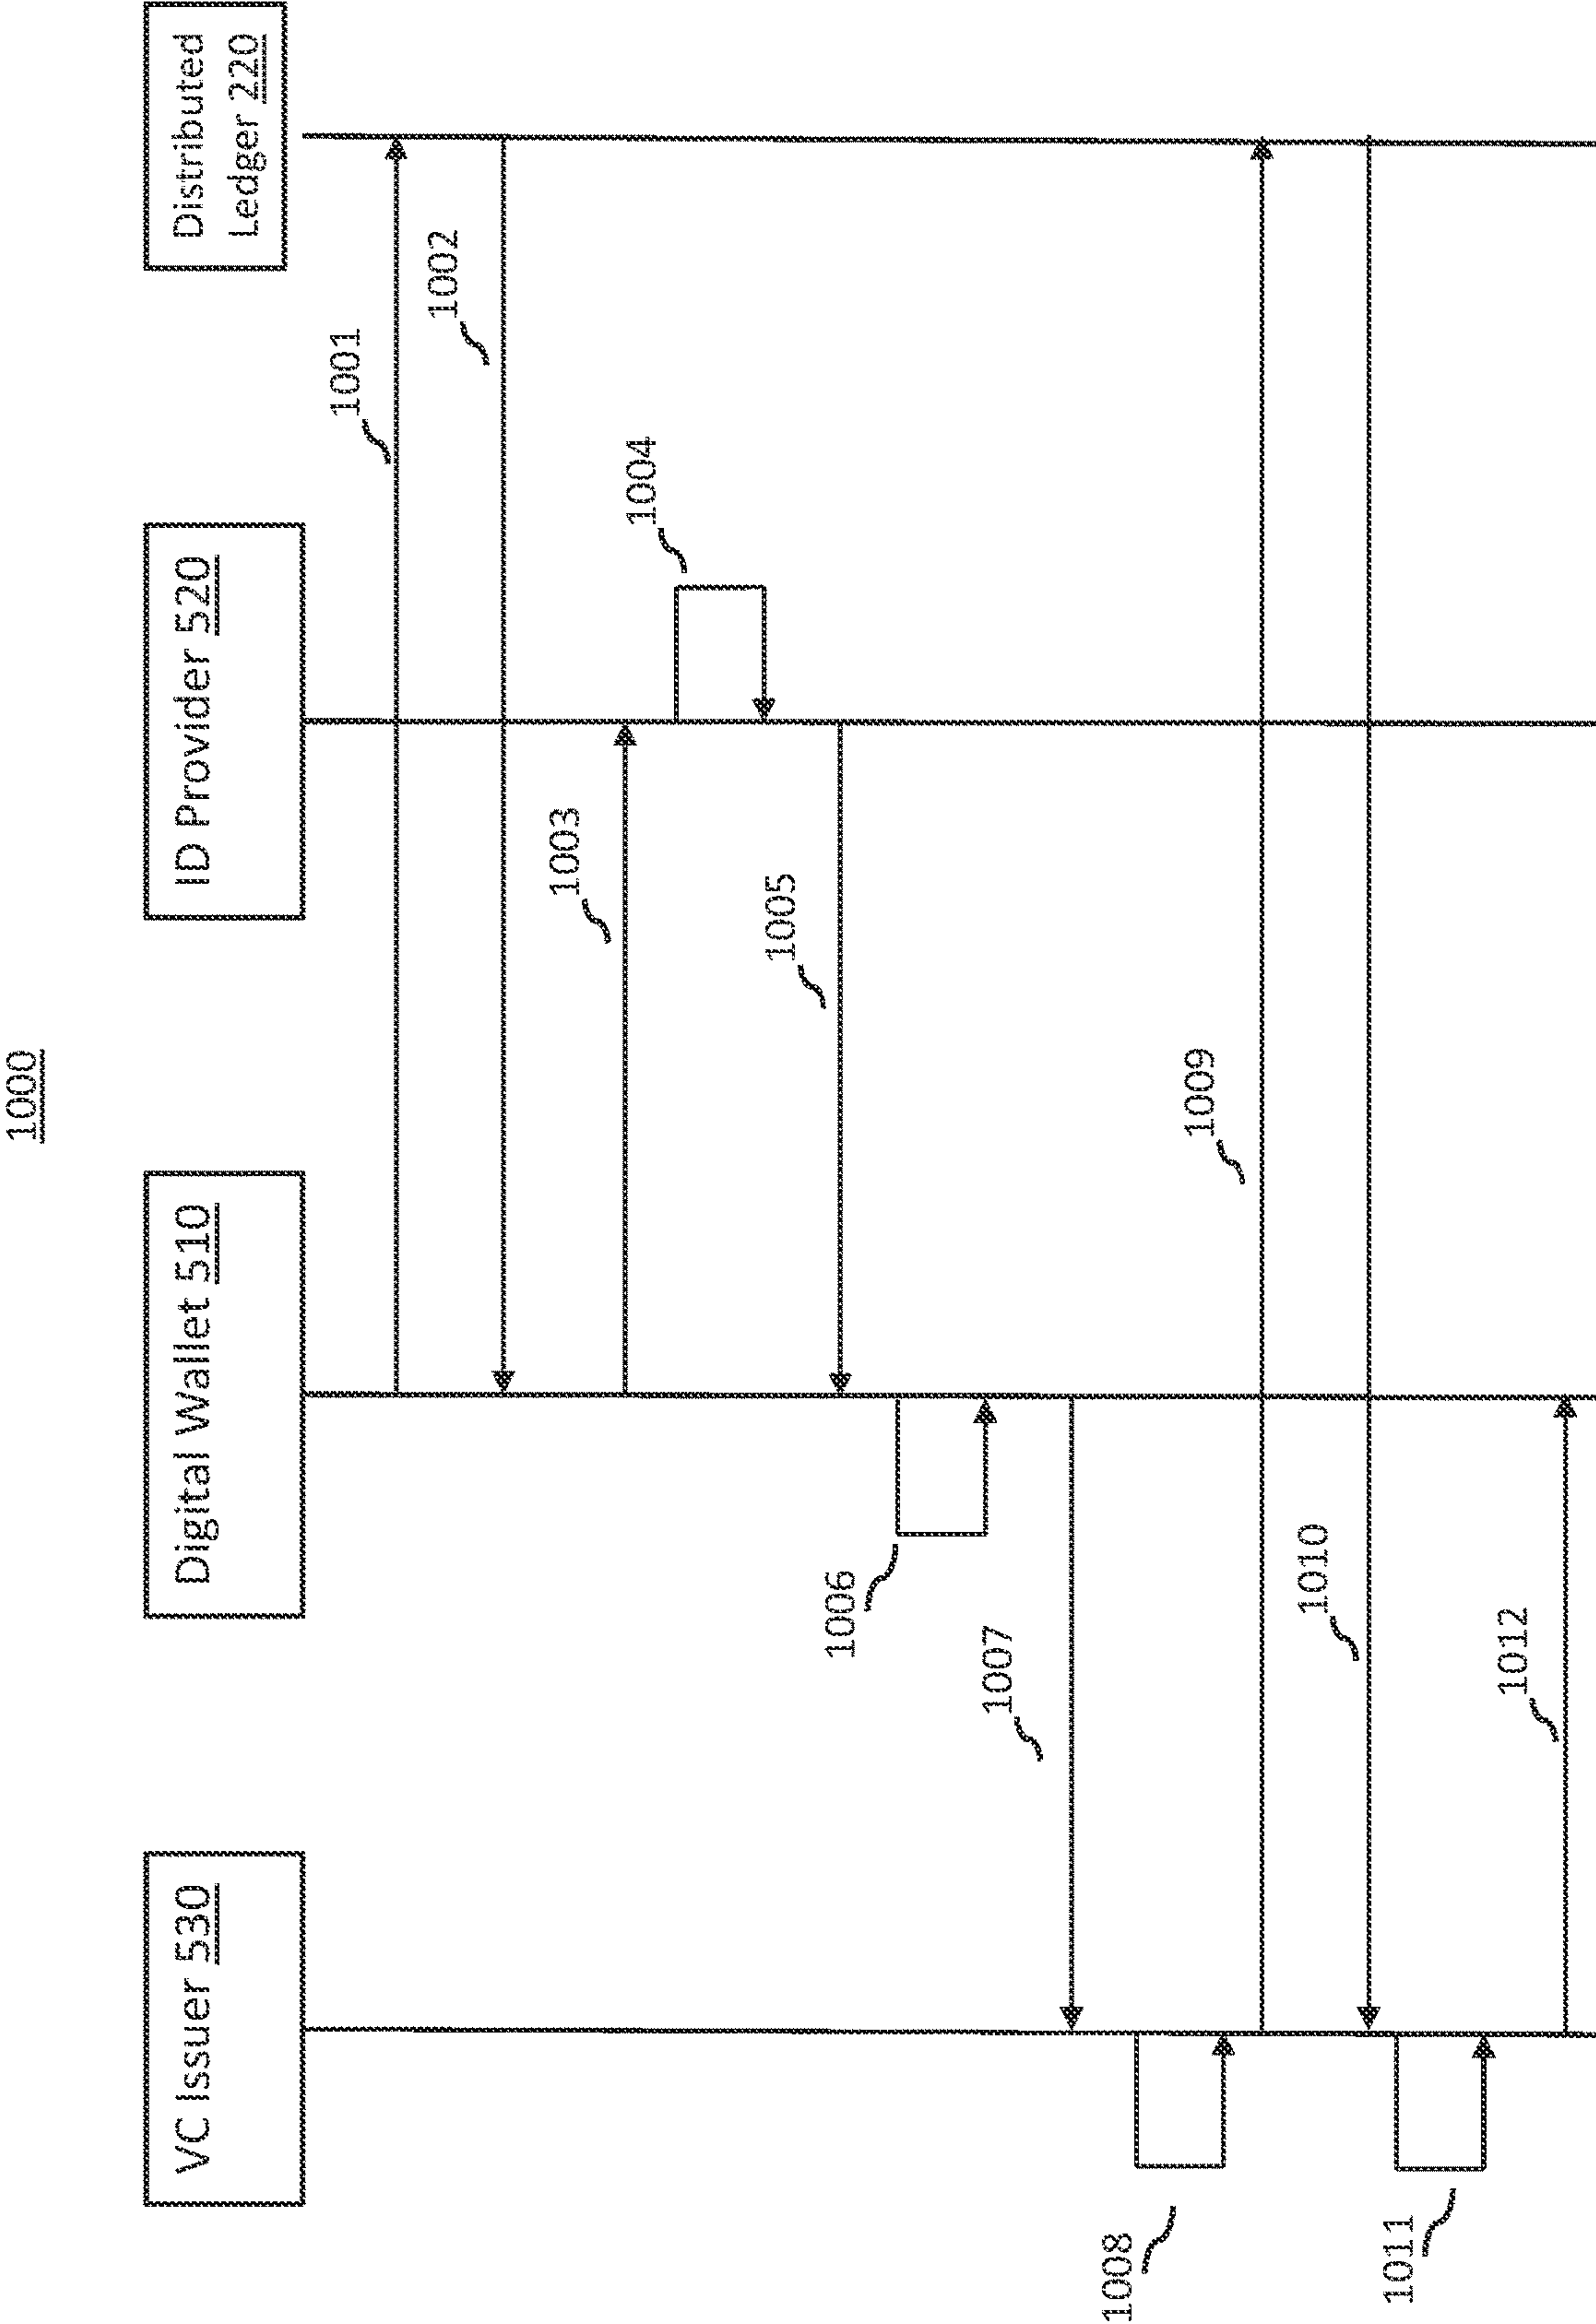 1000
VC Issuer 530
Digital Wallet 510
ID Provider 520
Distributed
Ledger 220
1001
1002
1003
1004
1005
1006
1007
1008
1009
1010
1011
1012